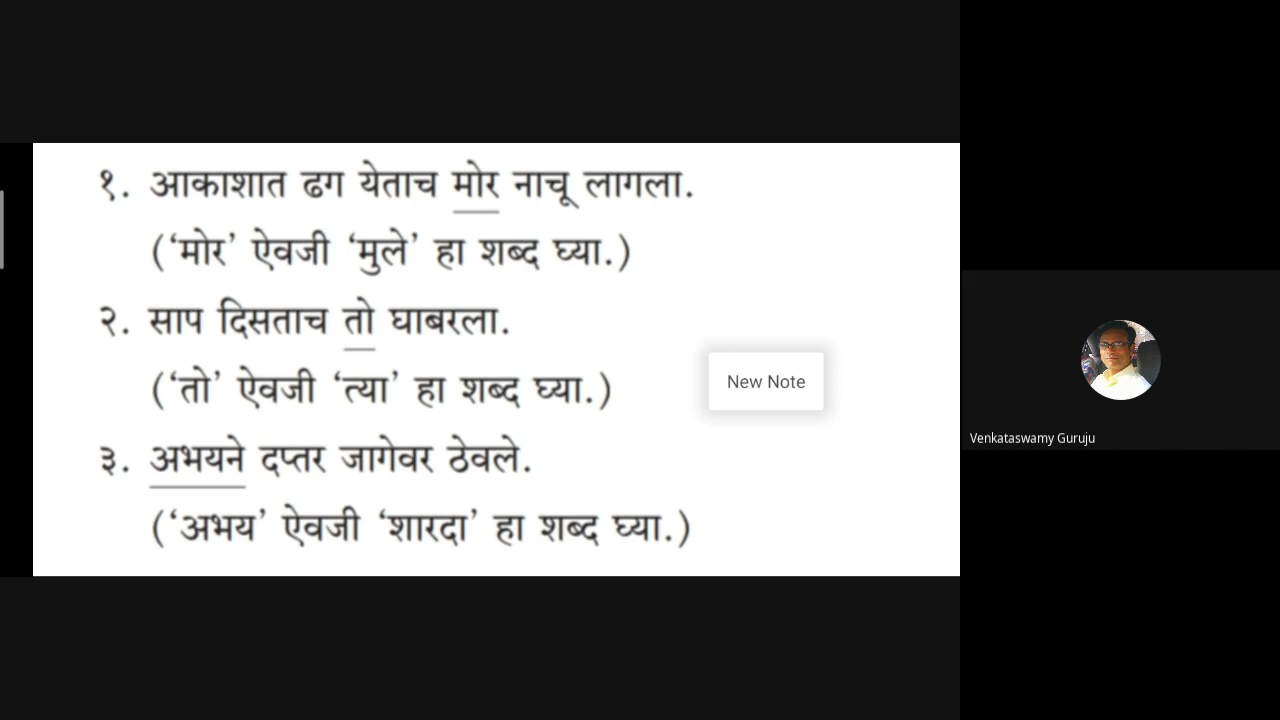 १. आकाशात ढग येताच मोर नाचू लागला.
('मोर' ऐवजी 'मुले' हा शब्द घ्या.)
२. साप दिसताच तो घाबरला.
('तो' ऐवजी 'त्या' हा शब्द घ्या.)
New Note
३. अभयने दप्तर जागेवर ठेवले.
('अभय' ऐवजी 'शारदा' हा शब्द घ्या.)
Venkataswamy Guruju